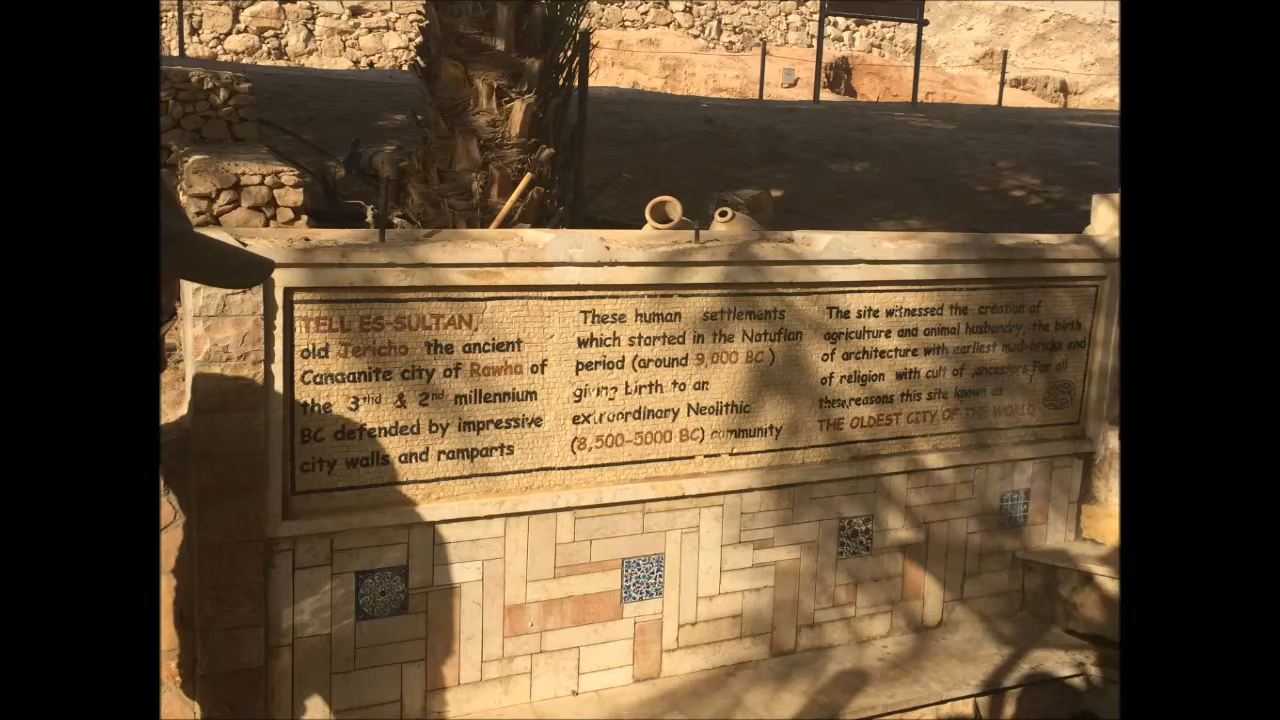 TELL ES-SULTAN,
old Jericho the ancient
Canaanite city of Rawha of
the 3thd & 2nd millennium
BC defended by impressive
city walls and ramparts
These human settlements
which started in the Natufian
period (around 9,000 BC)
giving birth to an
extraordinary Neolithic
(8,500-5000 BC) community
The site witnessed the creation of
agriculture and animal husbandry, the birth
of architecture with earliest mud-bricks and
of religion with cult of ancestors For all
these reasons this site known as
THE OLDEST CITY OF THE WORLD